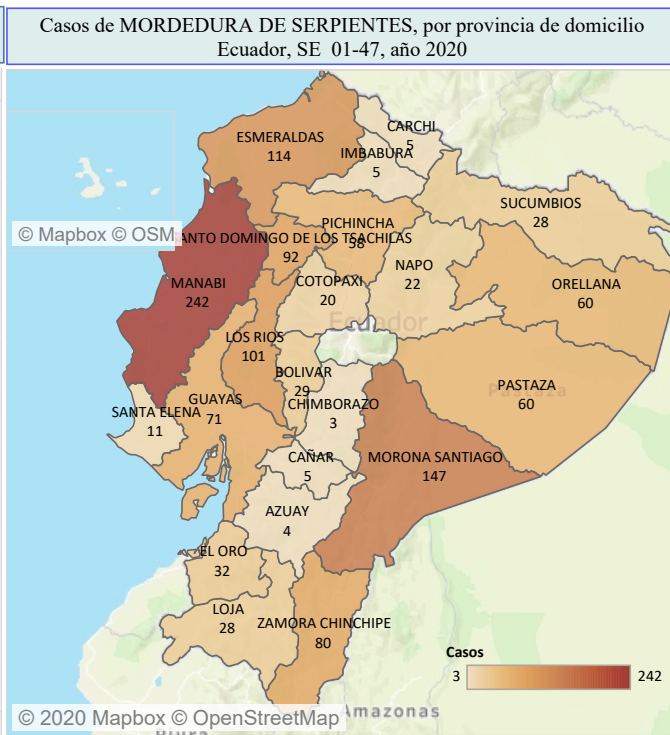 Casos de MORDEDURA DE SERPIENTES, por provincia de domicilio
Ecuador, SE 01-47, año 2020
CARCHI
5
ESMERALDAS
114
IMBABURA
5
SUCUMBIOS
28
© Mapbox © OSM
PICHINCHA
58
ANTO DOMINGO DE LOS TSACHILAS
92
NAPO
22
MANABI
242
COTOPAXI
20
ORELLANA
60
Ecuador
LOS RIOS
101
BOLIVAR
29
PASTAZA
60
Pastaza
GUAYAS
71
CHIMBORAZO
3
SANTA ELENA
11
CAÑAR
5
MORONA SANTIAGO
147
AZUAY
4
EL ORO
32
LOJA
28
ZAMORA CHINCHIPE
80
Casos
3 242
Amazonas
© 2020 Mapbox © OpenStreetMap